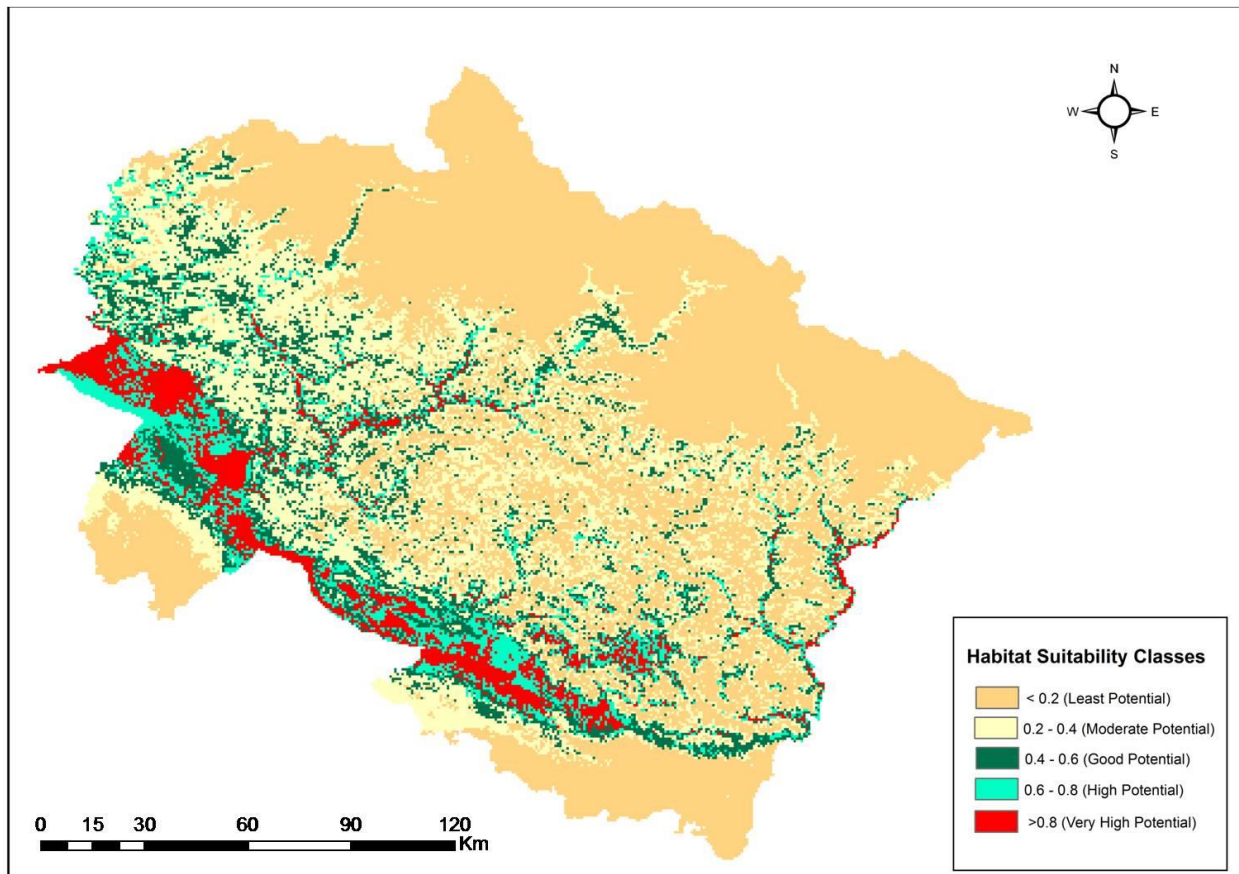 N
W E
S
Habitat Suitability Classes
< 0.2 (Least Potential)
0.2 - 0.4 (Moderate Potential)
0.4 - 0.6 (Good Potential)
0.6 - 0.8 (High Potential)
>0.8 (Very High Potential)
0 15 30 60 90 120
Km